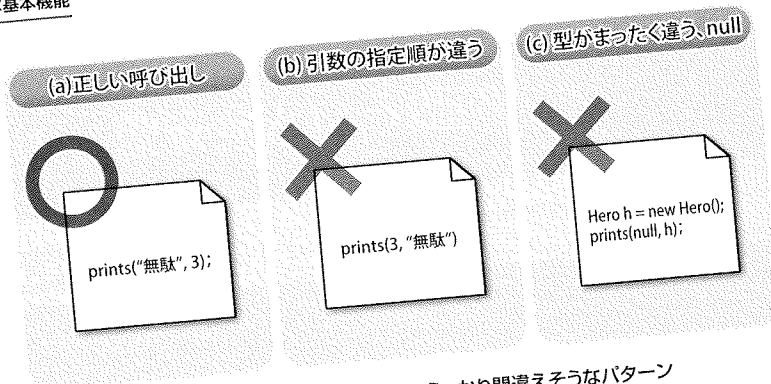 基本機能
(a)正しい呼び出し
prints("無駄", 3);
(b) 引数の指定順が違う
prints(3, "無駄")
(c) 型がまったく違う、null
Hero h = new Hero();
prints(null, h);
かり間違えそうなパターン